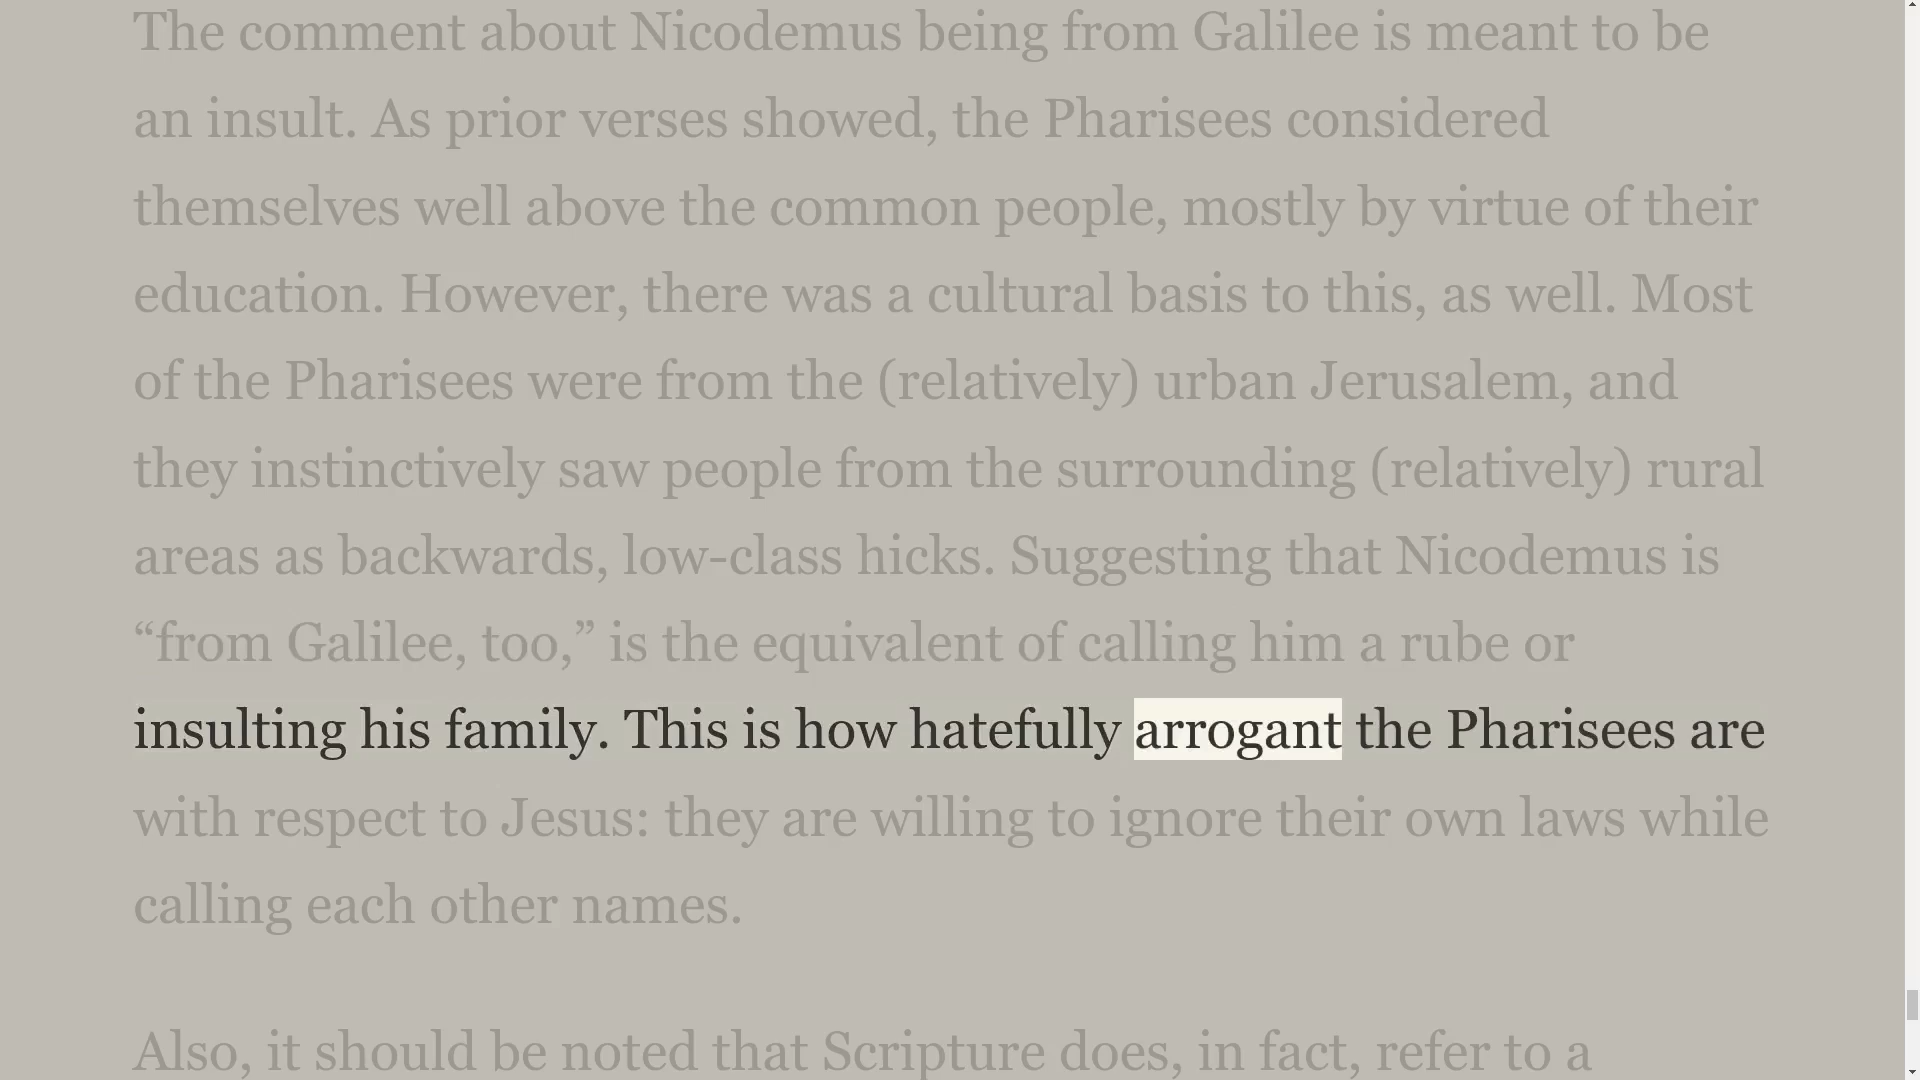 The comment about Nicodemus being from Galilee is meant to be
an insult. As prior verses showed, the Pharisees considered
themselves well above the common people, mostly by virtue of their
education. However, there was a cultural basis to this, as well. Most
of the Pharisees were from the (relatively) urban Jerusalem, and
they instinctively saw people from the surrounding (relatively) rural
areas as backwards, low-class hicks. Suggesting that Nicodemus is
“from Galilee, too,” is the equivalent of calling him a rube or
insulting his family. This is how hatefully arrogant the Pharisees are
with respect to Jesus: they are willing to ignore their own laws while
calling each other names.
Also, it should be noted that Scripture does, in fact, refer to a